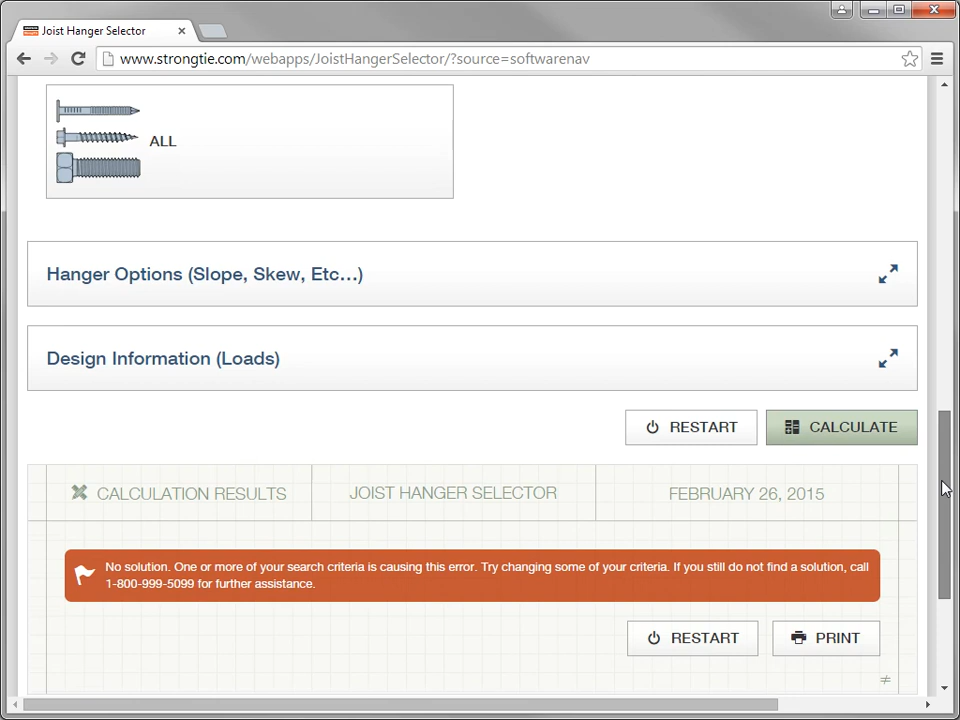 Joist Hanger Selector
www.strongtie.com/webapps/JoistHangerSelector/?source=softwarenav
ALL
Hanger Options (Slope, Skew, Etc...)
Design Information (Loads)
RESTART
CALCULATE
CALCULATION RESULTS
JOIST HANGER SELECTOR
FEBRUARY 26, 2015
No solution. One or more of your search criteria is causing this error. Try changing some of your criteria. If you still do not find a solution, call
1-800-999-5099 for further assistance.
RESTART
PRINT